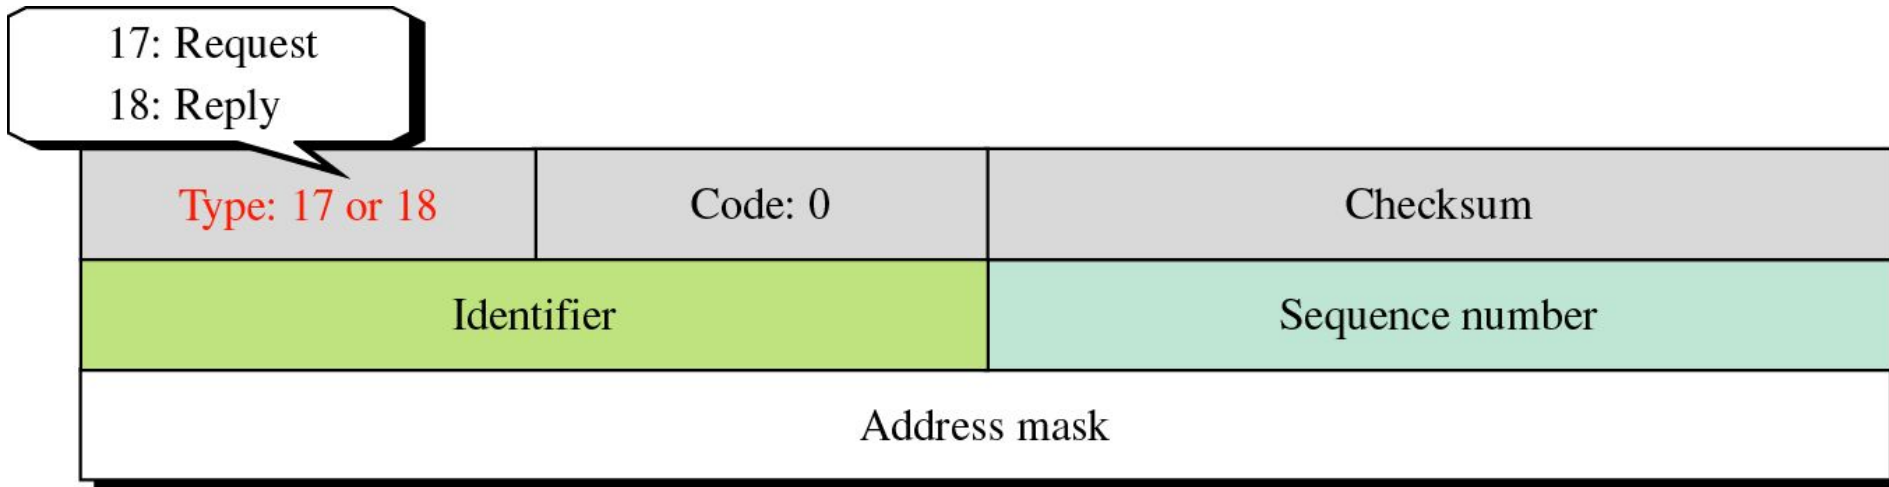 17: Request
18: Reply
Type: 17 or 18
Code: 0
Checksum
Identifier
Sequence number
Address mask